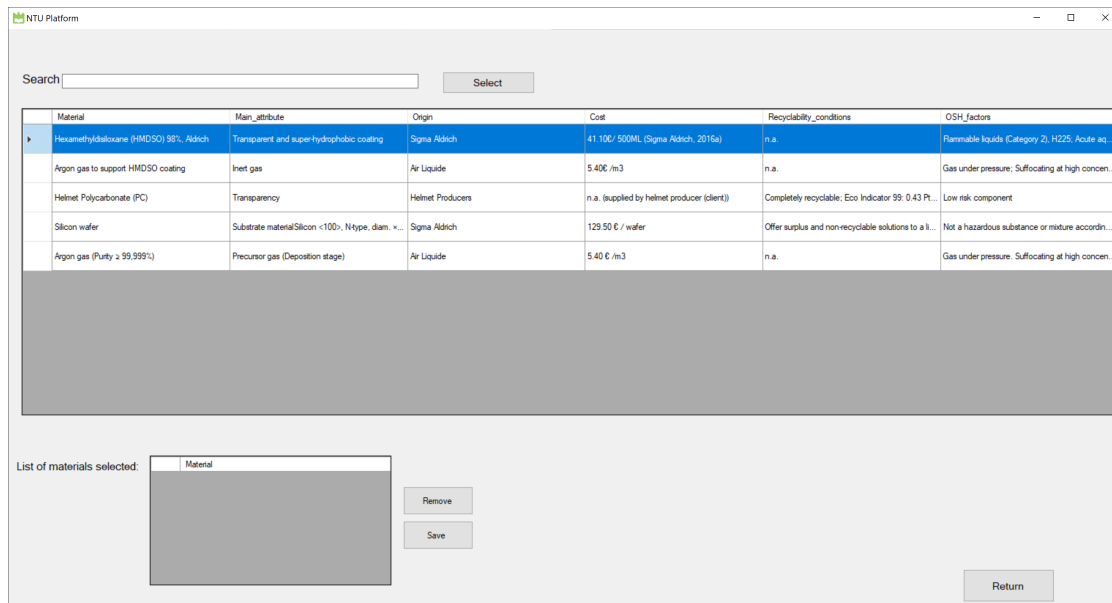 NTU Platform
Search
Select
Material Main_attribute Origin Cost Recyclability_conditions OSH_factors
Hexamethyldisiloxane (HMDSO) 98%, Aldrich Transparent and super-hydrophobic coating Sigma Aldrich 41.10€/ 500ML (Sigma Aldrich, 2016a) n.a. Flammable liquids (Category 2), H225; Acute aq...
Argon gas to support HMDSO coating Inert gas Air Liquide 5.40€ /m3 n.a. Gas under pressure; Suffocating at high concen...
Helmet Polycarbonate (PC) Transparency Helmet Producers n.a. (supplied by helmet producer (client)) Completely recyclable; Eco Indicator 99: 0.43 Pt... Low risk component
Silicon wafer Substrate materialSilicon <100>, N-type, diam. ×... Sigma Aldrich 129.50 € / wafer Offer surplus and non-recyclable solutions to a li... Not a hazardous substance or mixture accordin...
Argon gas (Purity ≥ 99,999%) Precursor gas (Deposition stage) Air Liquide 5.40 € /m3 n.a. Gas under pressure. Suffocating at high concen...
List of materials selected:
Material
Remove
Save
Return